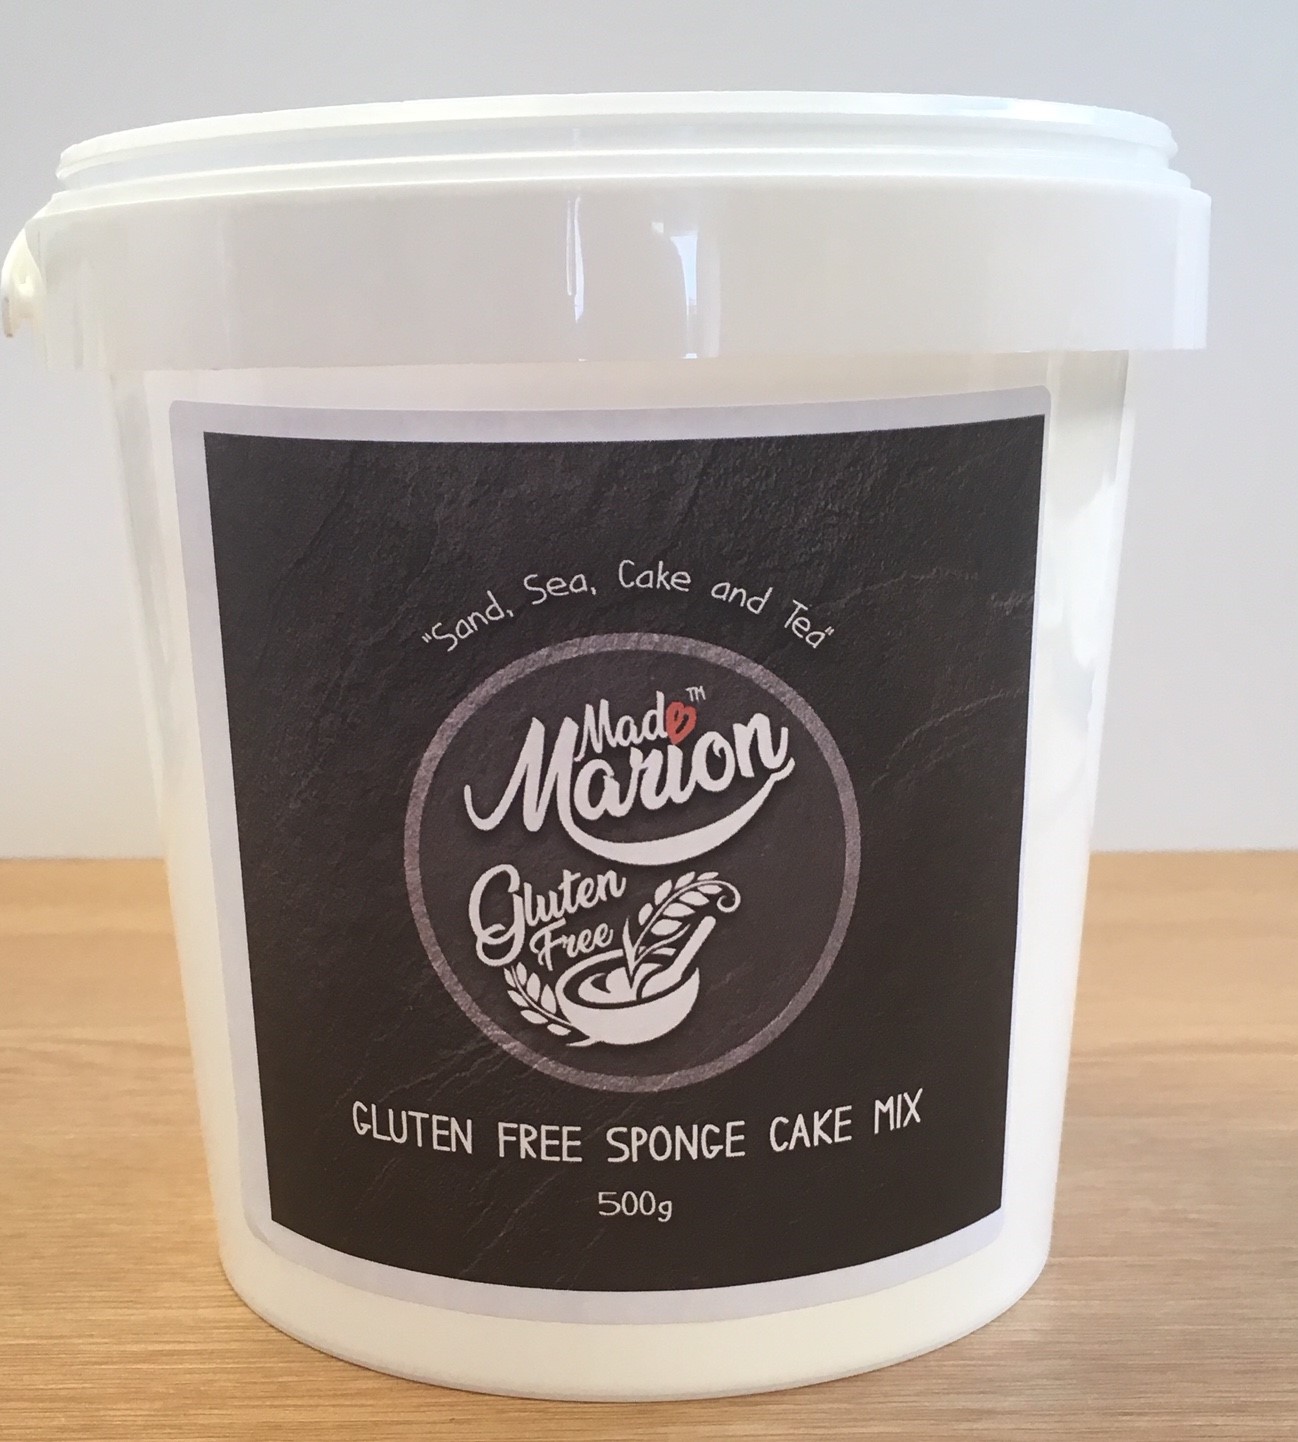 "Sand, Sea, Cake and Tea"
Mad TM
Marion
Gluten
Free
GLUTEN FREE SPONGE CAKE MIX
500g